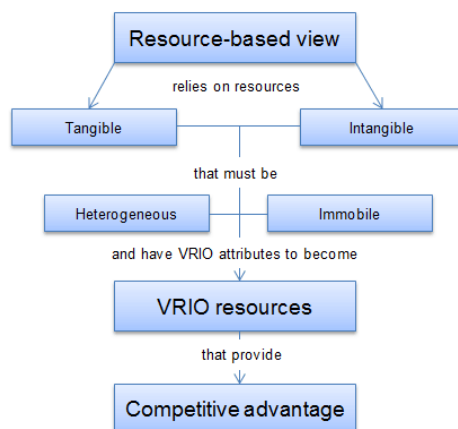 Resource-based view
relies on resources
Tangible
Intangible
that must be
Heterogeneous
Immobile
and have VRIO attributes to become
VRIO resources
that provide
Competitive advantage